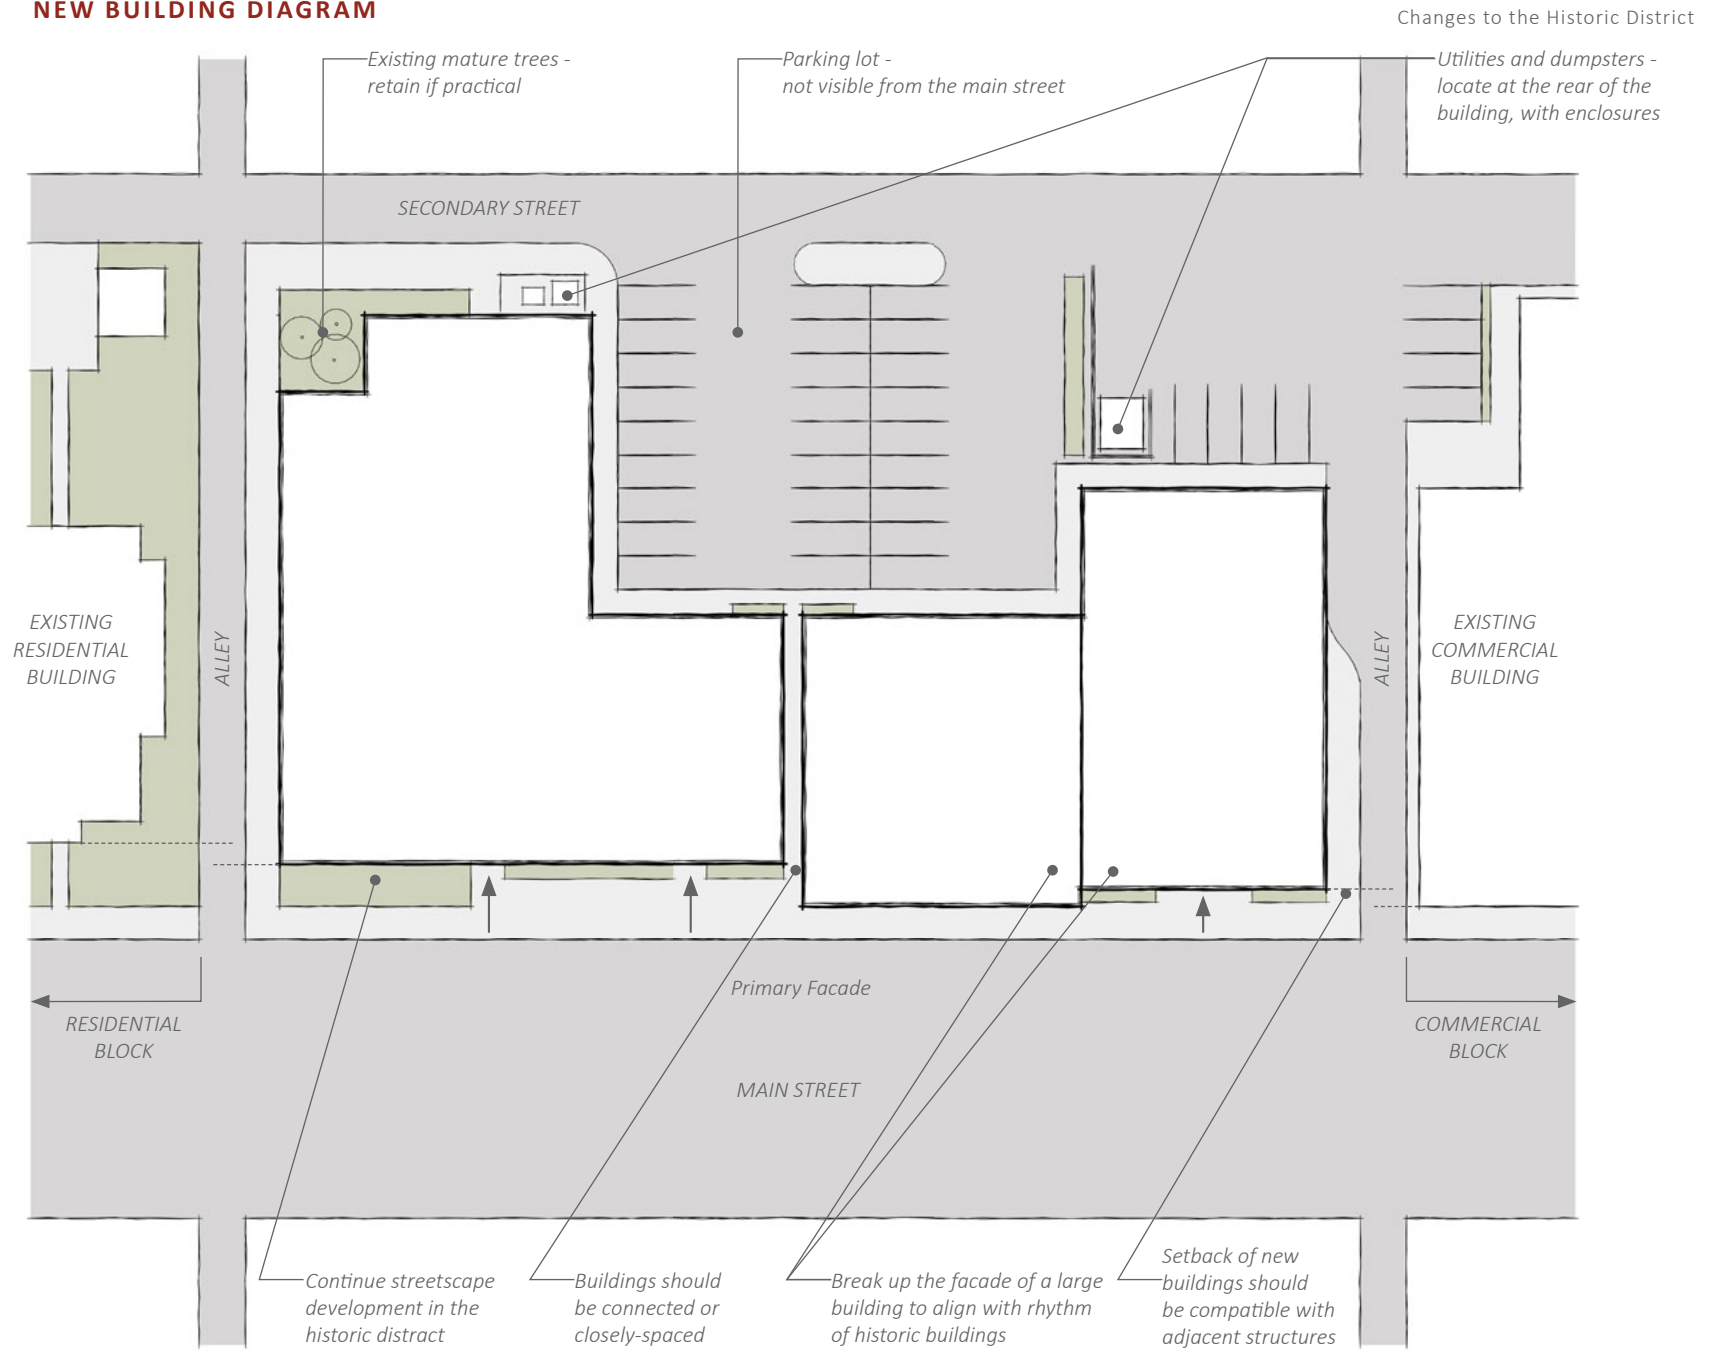 NEW BUILDING DIAGRAM
Changes to the Historic District
Existing mature trees -
retain if practical
Parking lot -
not visible from the main street
Utilities and dumpsters -
locate at the rear of the
building, with enclosures
SECONDARY STREET
EXISTING
RESIDENTIAL
BUILDING
ALLEY
ALLEY
EXISTING
COMMERCIAL
BUILDING
Primary Facade
RESIDENTIAL
BLOCK
COMMERCIAL
BLOCK
MAIN STREET
Continue streetscape
development in the
historic distract
Buildings should
be connected or
closely-spaced
Break up the facade of a large
building to align with rhythm
of historic buildings
Setback of new
buildings should
be compatible with
adjacent structures